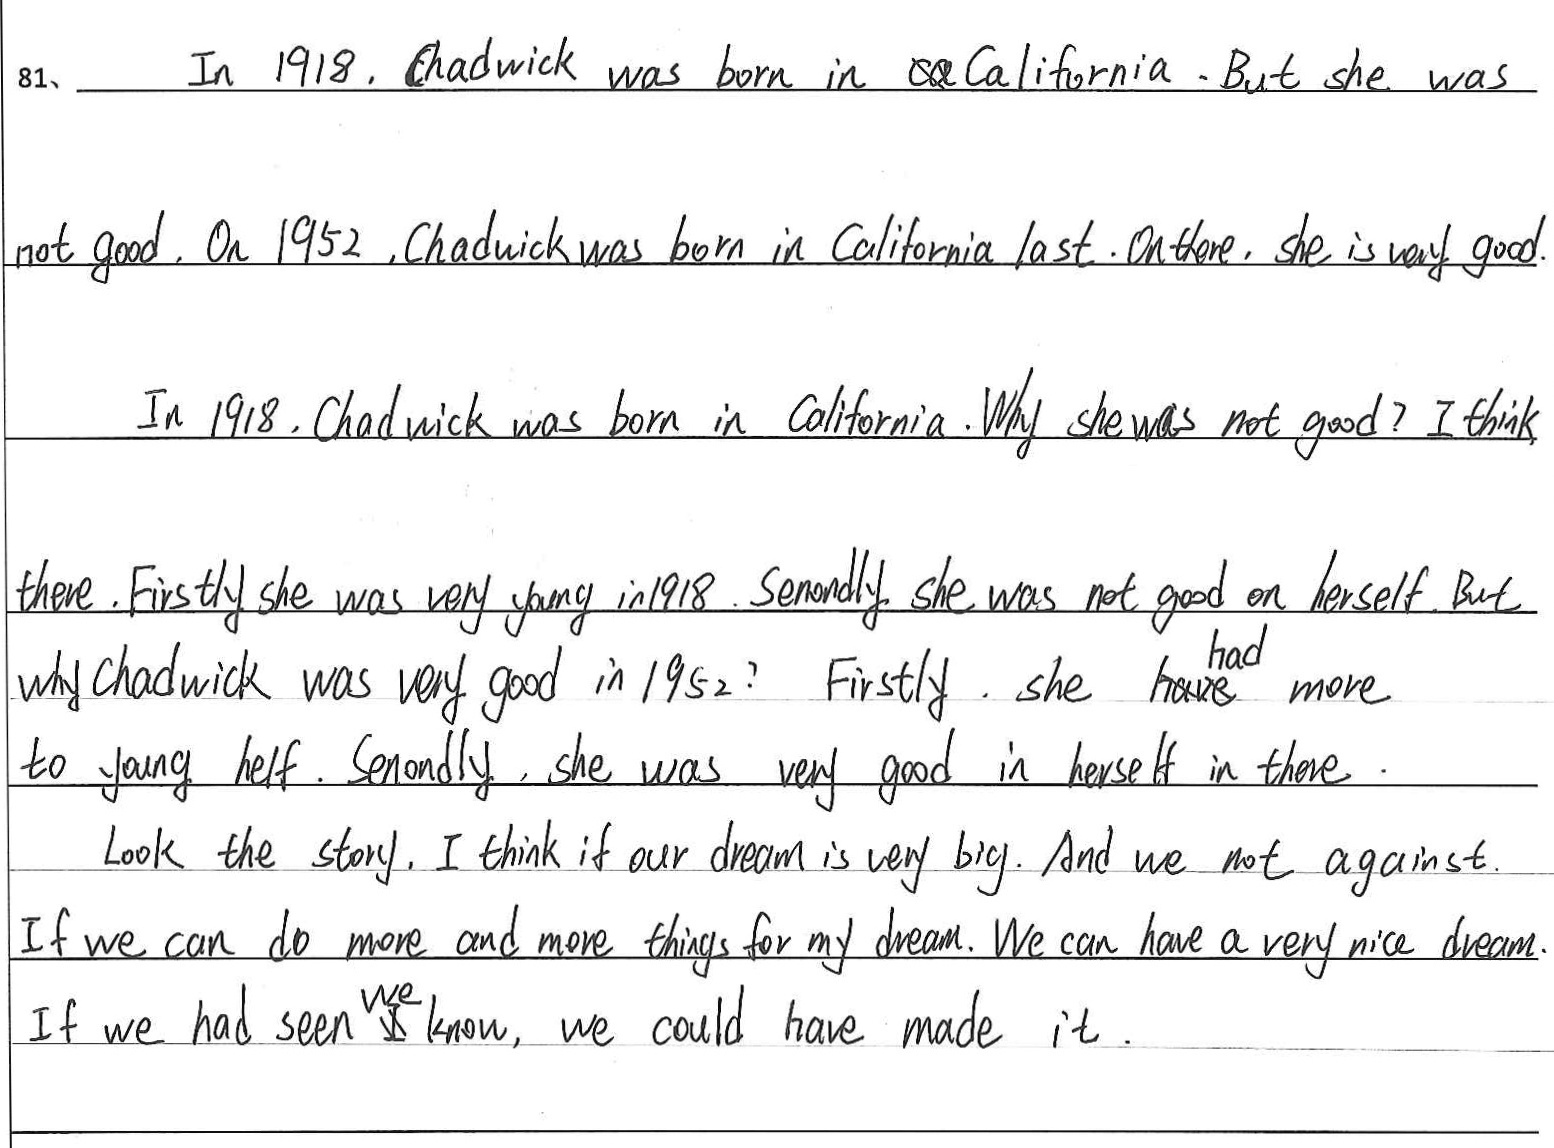 81、 In 1918, Chadwick was born in California. But she was
not good. On 1952, Chadwick was born in California last. On there, she is very good.
In 1918, Chadwick was born in California. Why she was not good? I think
there. Firstly she was very young in 1918. Senondly she was not good on herself. But
why Chadwick was very good in 1952? Firstly, she had more
to young helf. Senondly, she was very good in herself in there.
Look the story, I think if our dream is very big. And we not against.
If we can do more and more things for my dream. We can have a very nice dream.
If we had seen we know, we could have made it.